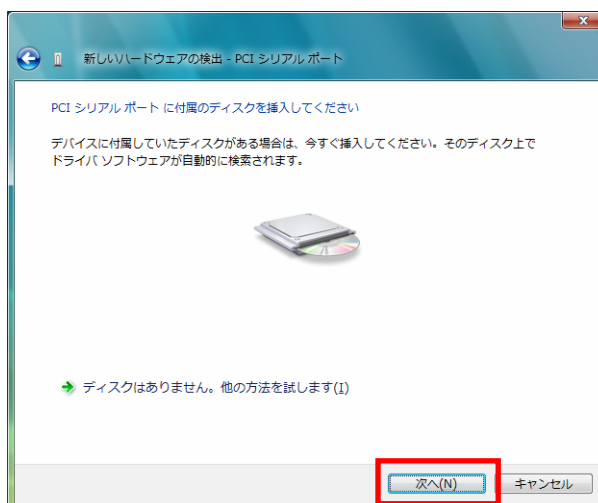 新しいハードウェアの検出 - PCI シリアル ポート
PCI シリアル ポート に付属のディスクを挿入してください
デバイスに付属していたディスクがある場合は、今すぐ挿入してください。そのディスク上で
ドライバ ソフトウェアが自動的に検索されます。
ディスクはありません。他の方法を試します(I)
次へ(N)
キャンセル